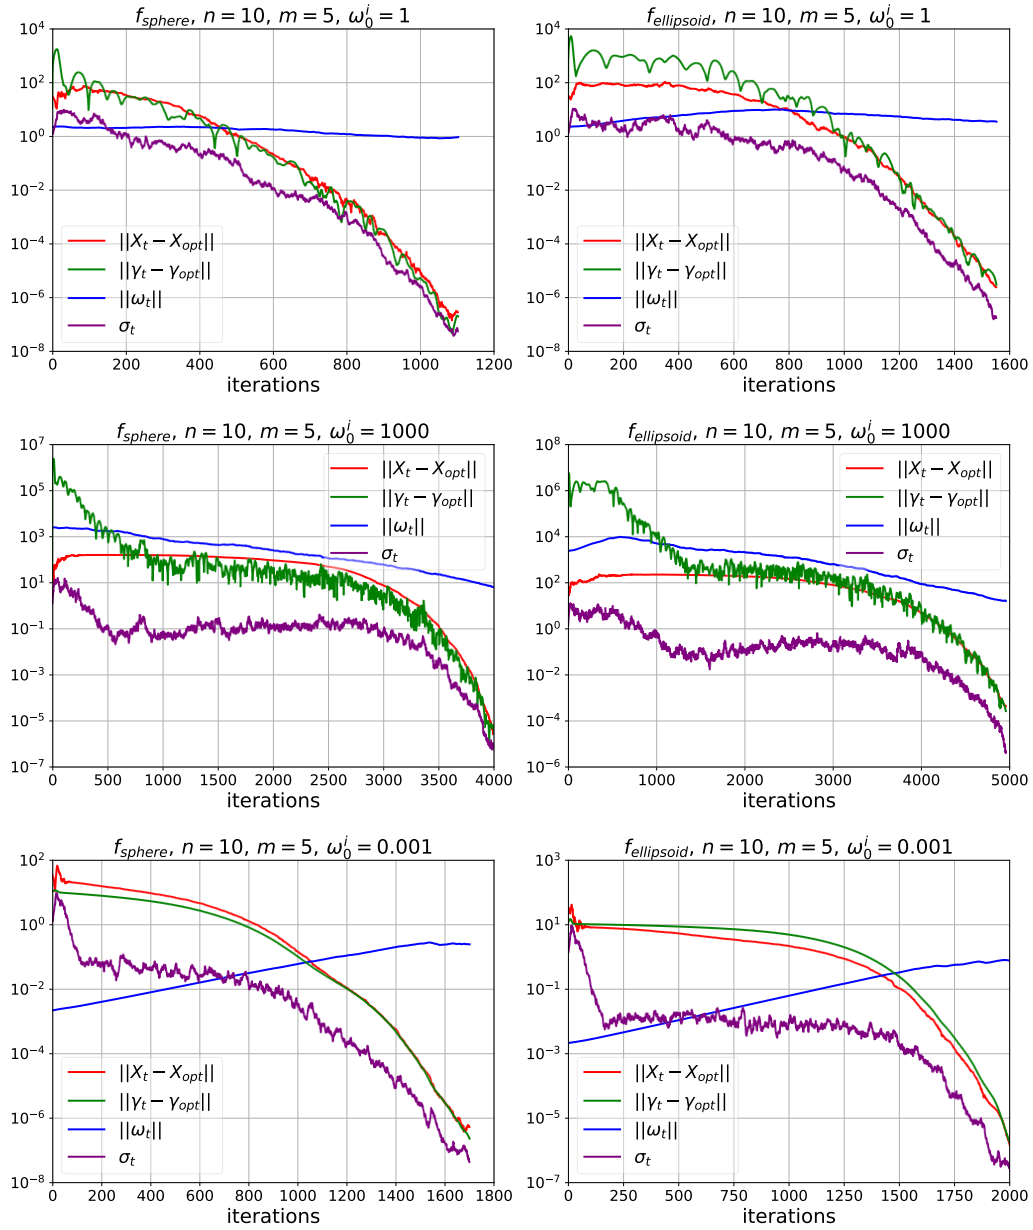 f_sphere, n = 10, m = 5, ω_0^i = 1
10^4
10^2
10^0
10^−2
10^−4
10^−6
10^−8
||X_t − X_opt||
||γ_t − γ_opt||
||ω_t||
σ_t
0 200 400 600 800 1000 1200
iterations
f_ellipsoid, n = 10, m = 5, ω_0^i = 1
10^4
10^2
10^0
10^−2
10^−4
10^−6
10^−8
||X_t − X_opt||
||γ_t − γ_opt||
||ω_t||
σ_t
0 200 400 600 800 1000 1200 1400 1600
iterations
f_sphere, n = 10, m = 5, ω_0^i = 1000
10^7
10^5
10^3
10^1
10^−1
10^−3
10^−5
10^−7
||X_t − X_opt||
||γ_t − γ_opt||
||ω_t||
σ_t
0 500 1000 1500 2000 2500 3000 3500 4000
iterations
f_ellipsoid, n = 10, m = 5, ω_0^i = 1000
10^8
10^6
10^4
10^2
10^0
10^−2
10^−4
10^−6
||X_t − X_opt||
||γ_t − γ_opt||
||ω_t||
σ_t
0 1000 2000 3000 4000 5000
iterations
f_sphere, n = 10, m = 5, ω_0^i = 0.001
10^2
10^0
10^−2
10^−4
10^−6
10^−8
||X_t − X_opt||
||γ_t − γ_opt||
||ω_t||
σ_t
0 200 400 600 800 1000 1200 1400 1600 1800
iterations
f_ellipsoid, n = 10, m = 5, ω_0^i = 0.001
10^3
10^1
10^−1
10^−3
10^−5
10^−7
||X_t − X_opt||
||γ_t − γ_opt||
||ω_t||
σ_t
0 250 500 750 1000 1250 1500 1750 2000
iterations